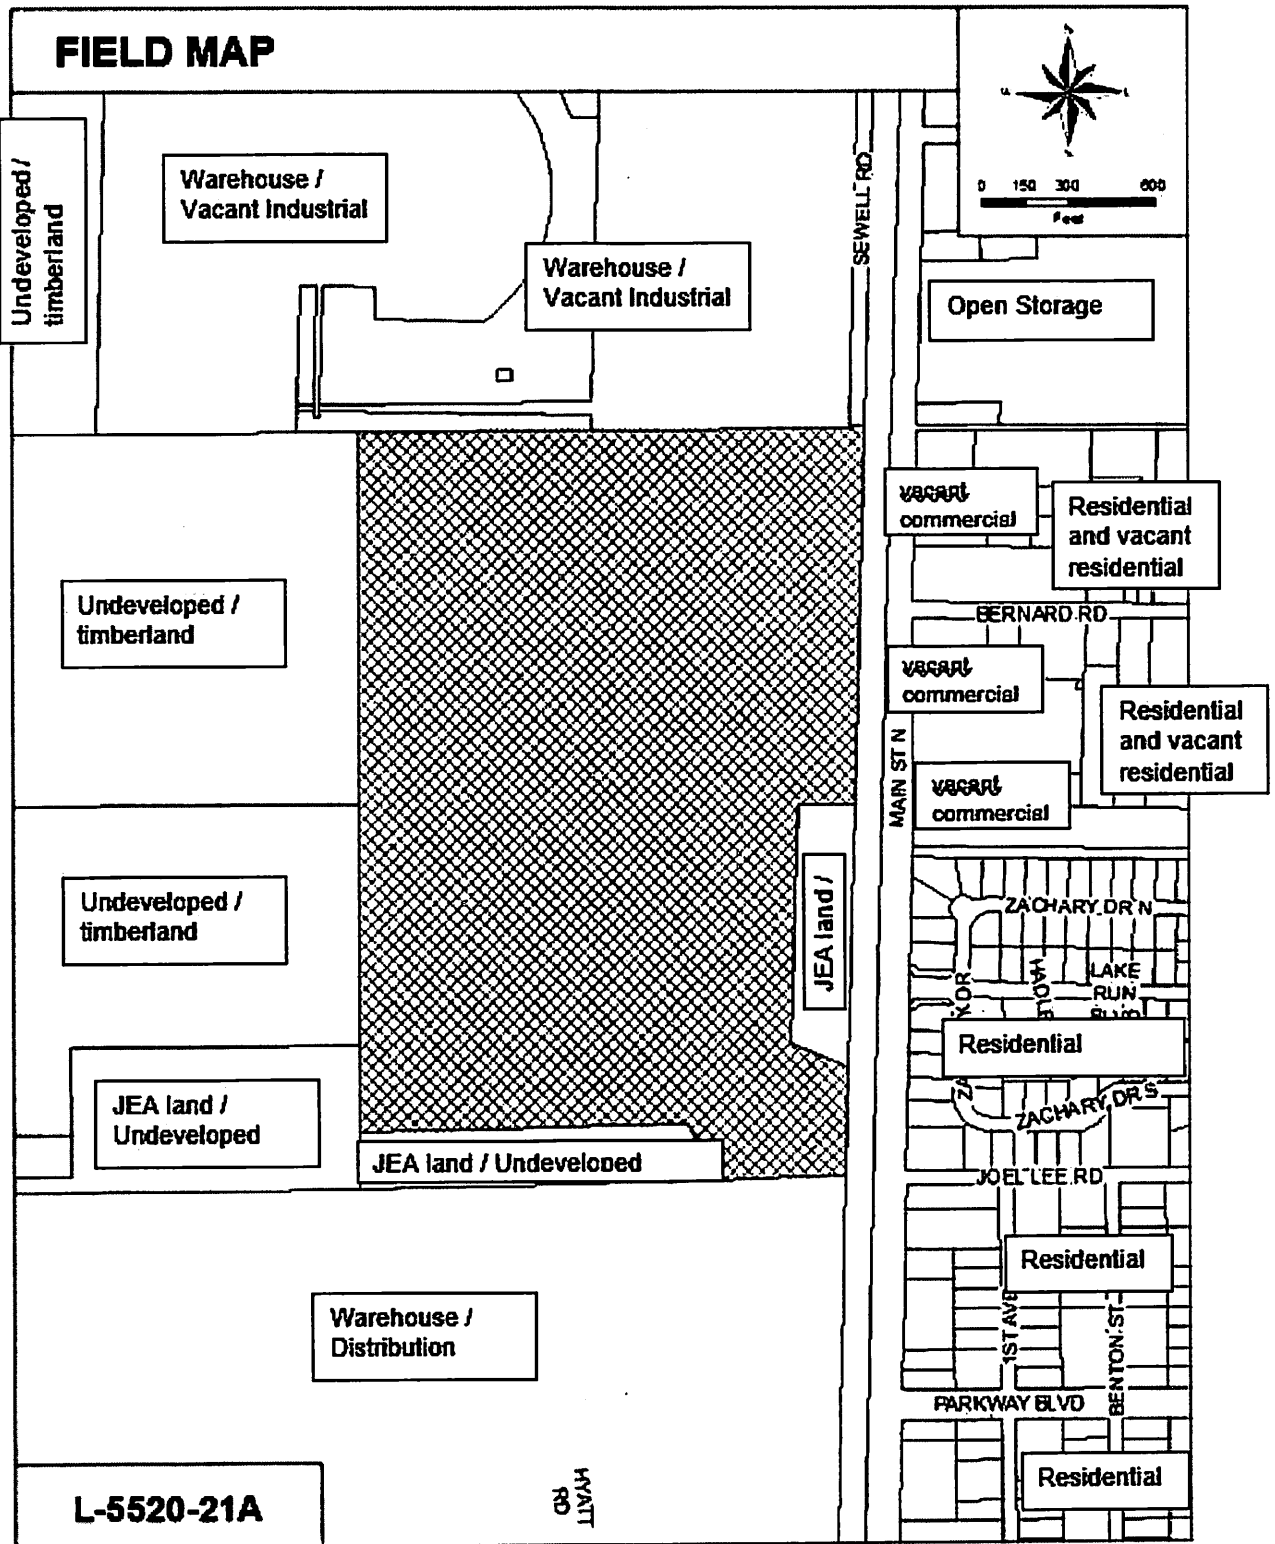 FIELD MAP
0 150 300 600
Feet
Undeveloped /
timberland
Warehouse /
Vacant Industrial
Warehouse /
Vacant Industrial
SEWELL RD
Open Storage
vacant
commercial
Residential
and vacant
residential
BERNARD RD
Undeveloped /
timberland
vacant
commercial
Residential
and vacant
residential
MAIN ST N
vacant
commercial
Undeveloped /
timberland
JEA land /
ZACHARY DR N
LAKE
RUN
Residential
ZACHARY DR S
JEA land /
Undeveloped
JEA land / Undeveloped
JOEL LEE RD
Residential
1ST AVE
BENTON ST
Warehouse /
Distribution
PARKWAY BLVD
Residential
HYATT
RD
L-5520-21A